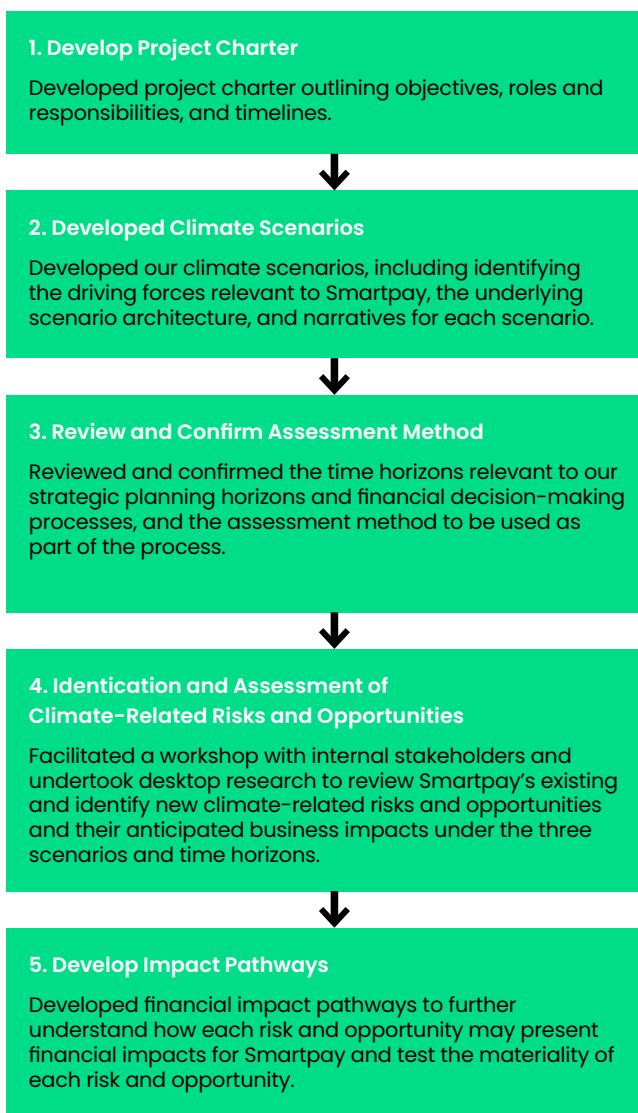 1. Develop Project Charter
Developed project charter outlining objectives, roles and
responsibilities, and timelines.
2. Developed Climate Scenarios
Developed our climate scenarios, including identifying
the driving forces relevant to Smartpay, the underlying
scenario architecture, and narratives for each scenario.
3. Review and Confirm Assessment Method
Reviewed and confirmed the time horizons relevant to our
strategic planning horizons and financial decision-making
processes, and the assessment method to be used as
part of the process.
4. Identication and Assessment of
Climate-Related Risks and Opportunities
Facilitated a workshop with internal stakeholders and
undertook desktop research to review Smartpay’s existing
and identify new climate-related risks and opportunities
and their anticipated business impacts under the three
scenarios and time horizons.
5. Develop Impact Pathways
Developed financial impact pathways to further
understand how each risk and opportunity may present
financial impacts for Smartpay and test the materiality of
each risk and opportunity.